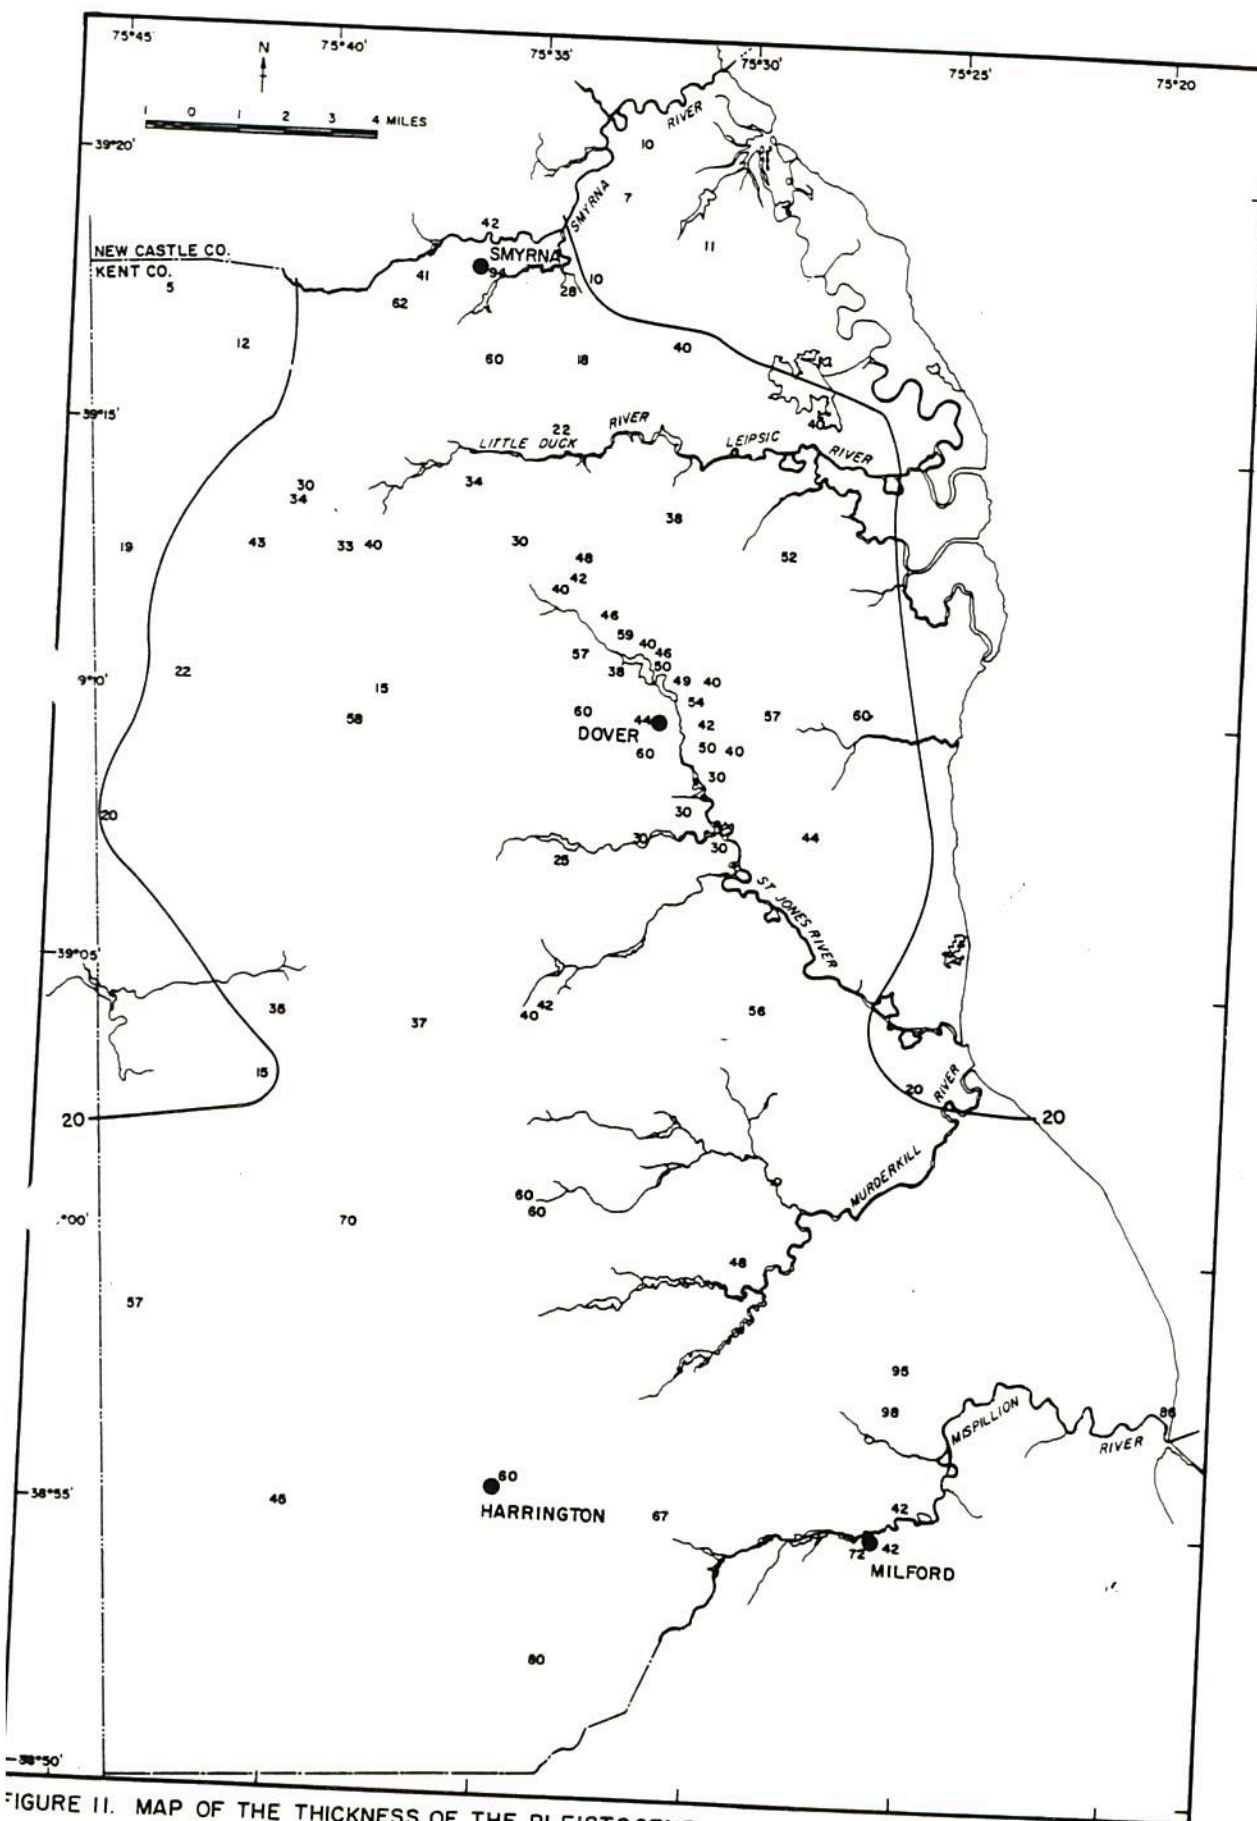 75°45' 75°40' 75°35' 75°30' 75°25' 75°20'
N
1 0 1 2 3 4 MILES
RIVER
39°20'
10
7
SMYRNA
42
11
NEW CASTLE CO.
SMYRNA
KENT CO.
41 94 10
5
62 28
12
60 18 40
39°15'
40
22 RIVER
LITTLE DUCK LEIPSIC RIVER
34
30
34
38
19 43 33 40 30
48 52
42
40
46
59 40
57 46
38 50
9°10' 22 15 49 40
54
58 60 44 42 57 60
DOVER
60 50 40
30
20 30
30 30 44
25
ST JONES RIVER
39°05'
36 37 40 42 56
15
20 RIVER
20 20
MURDERKILL
60
60
°00' 70
48
57
95
98 MISPILLION 86
RIVER
60
38°55' 46
HARRINGTON 67 42
72 42
MILFORD
80
38°50'
FIGURE 11. MAP OF THE THICKNESS OF THE